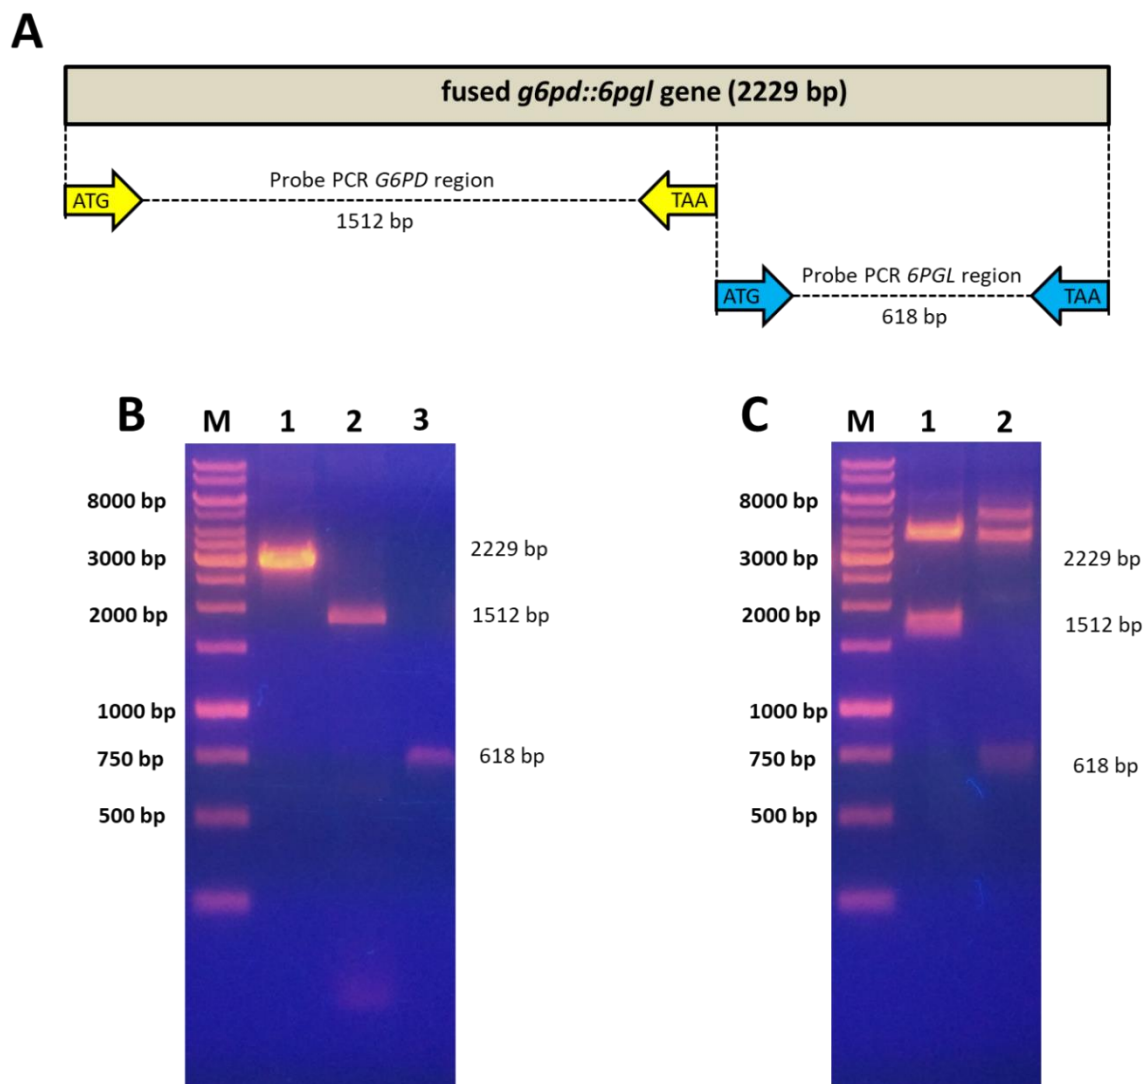 A
fused g6pd::6pgl gene (2229 bp)
Probe PCR G6PD region
ATG
TAA
1512 bp
Probe PCR 6PGL region
ATG
TAA
618 bp
B
M 1 2 3
8000 bp
3000 bp
2000 bp
1000 bp
750 bp
500 bp
2229 bp
1512 bp
618 bp
C
M 1 2
8000 bp
3000 bp
2000 bp
1000 bp
750 bp
500 bp
2229 bp
1512 bp
618 bp